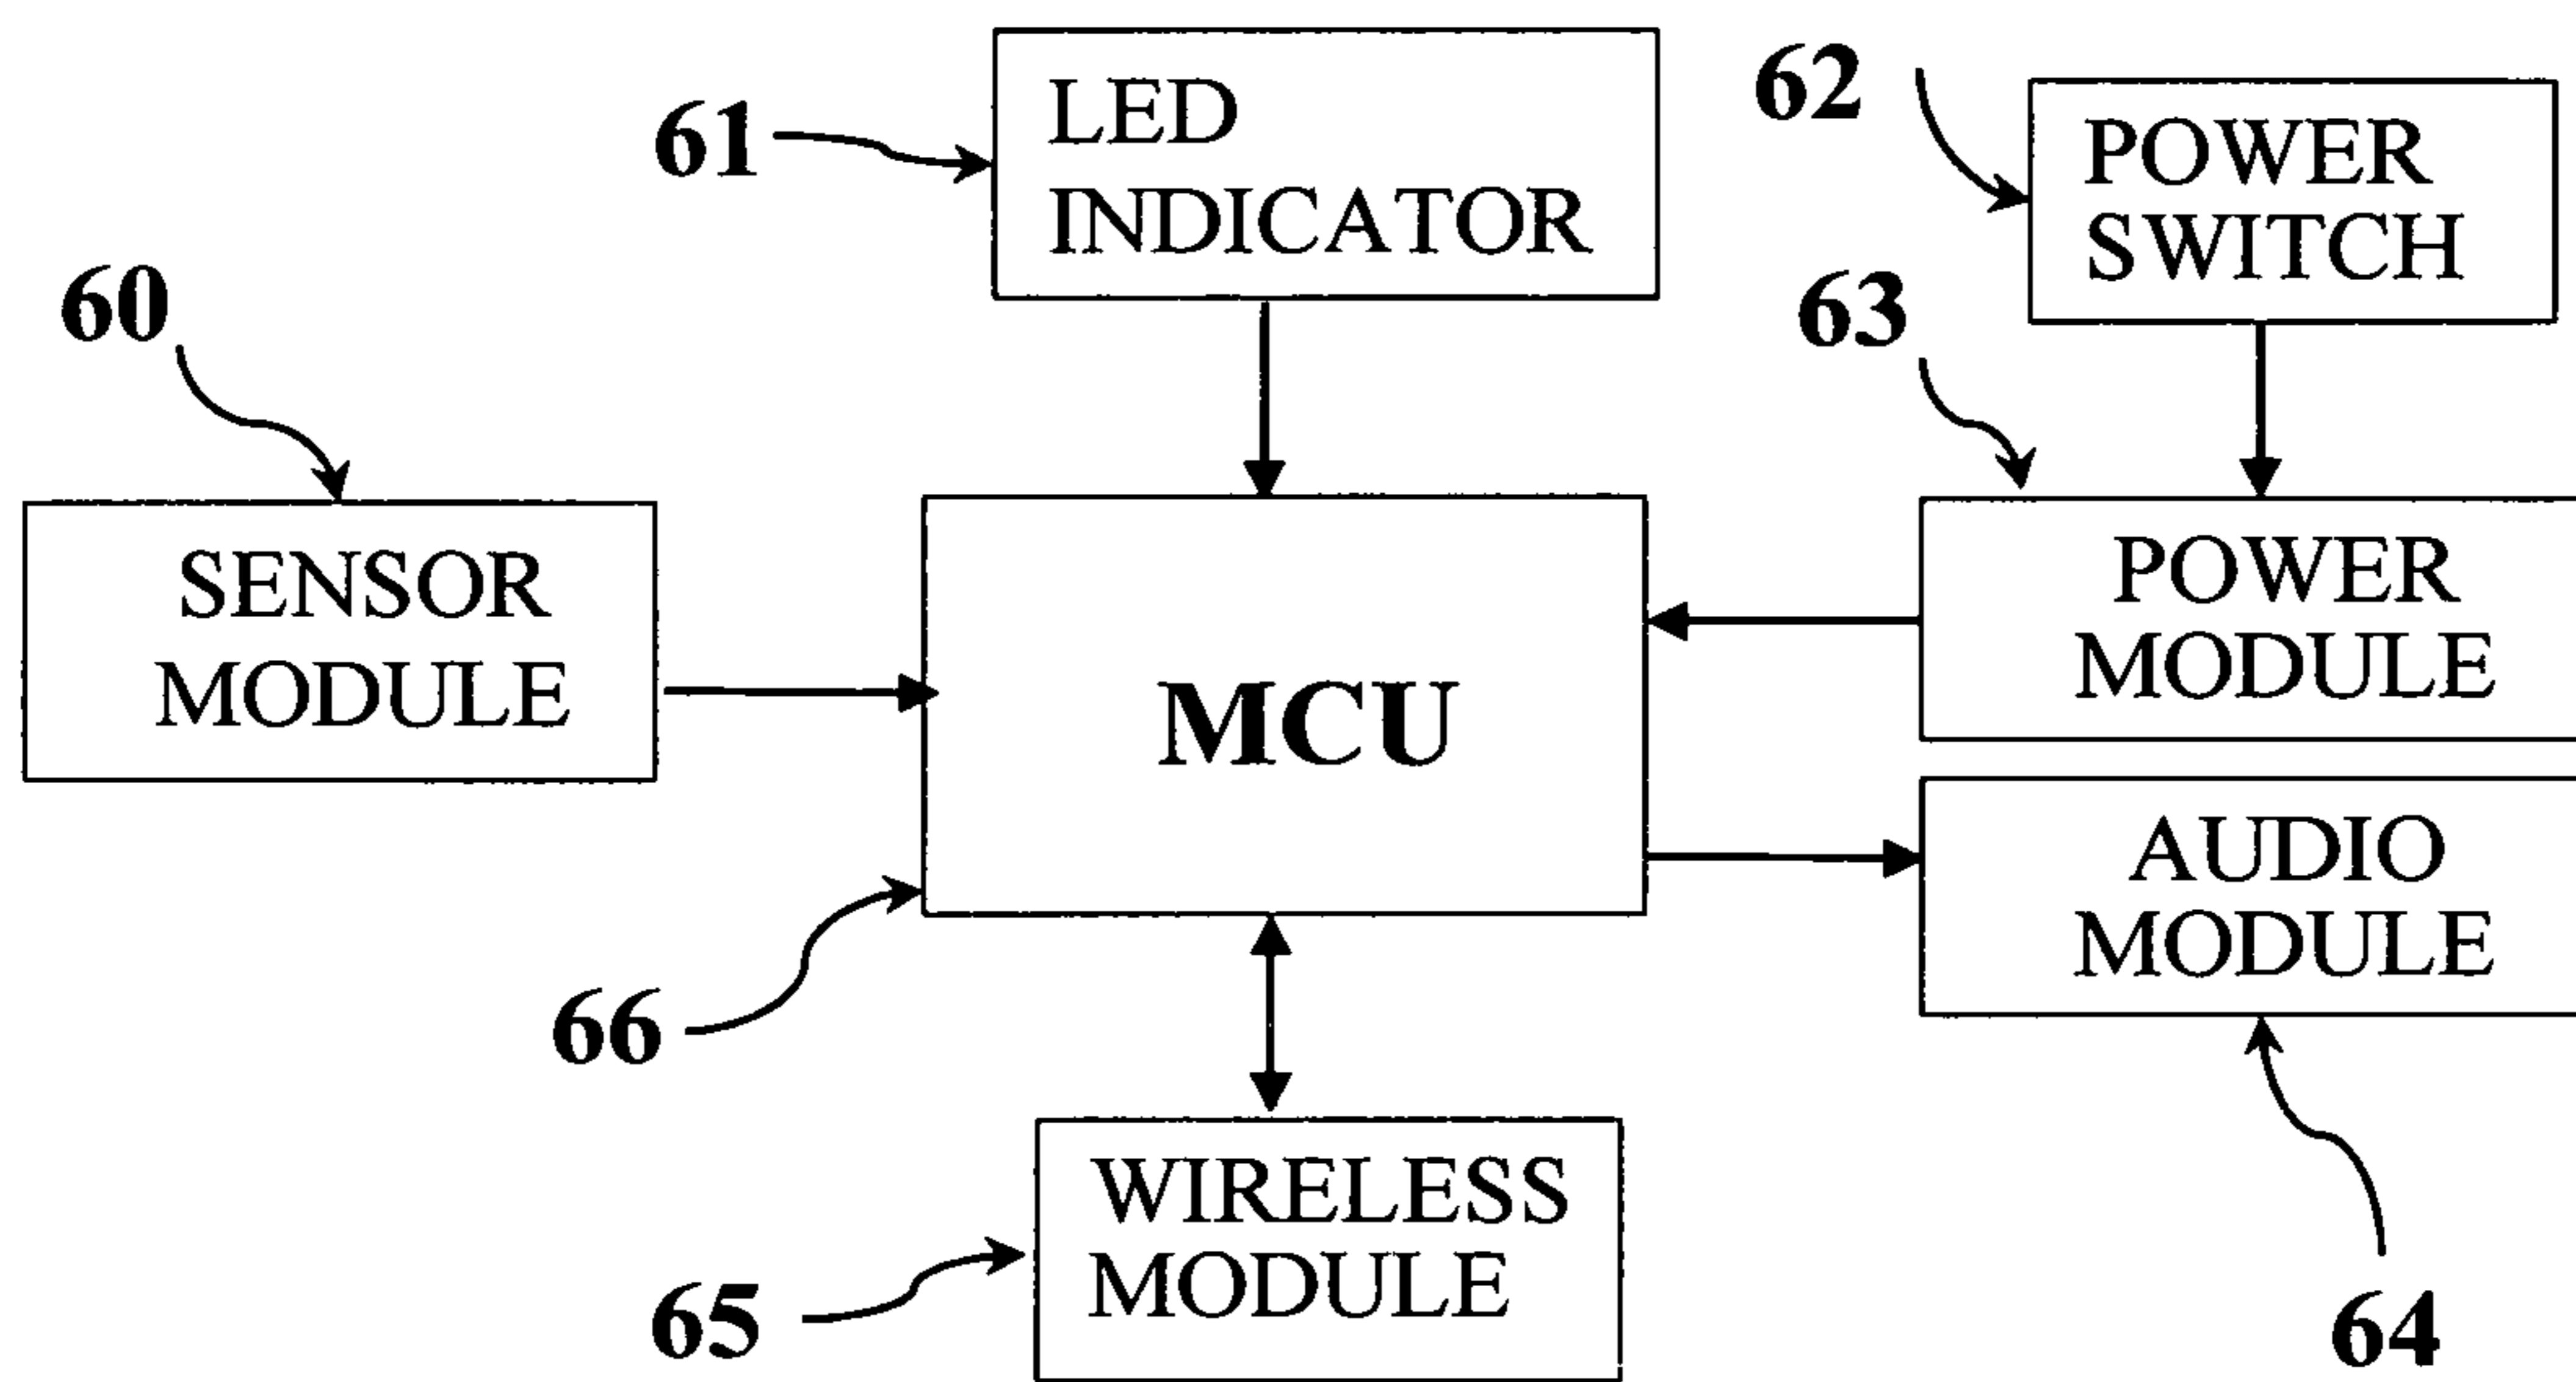 61
LED
INDICATOR
62
POWER
SWITCH
60
63
SENSOR
MODULE
MCU
POWER
MODULE
AUDIO
MODULE
66
WIRELESS
MODULE
65
64